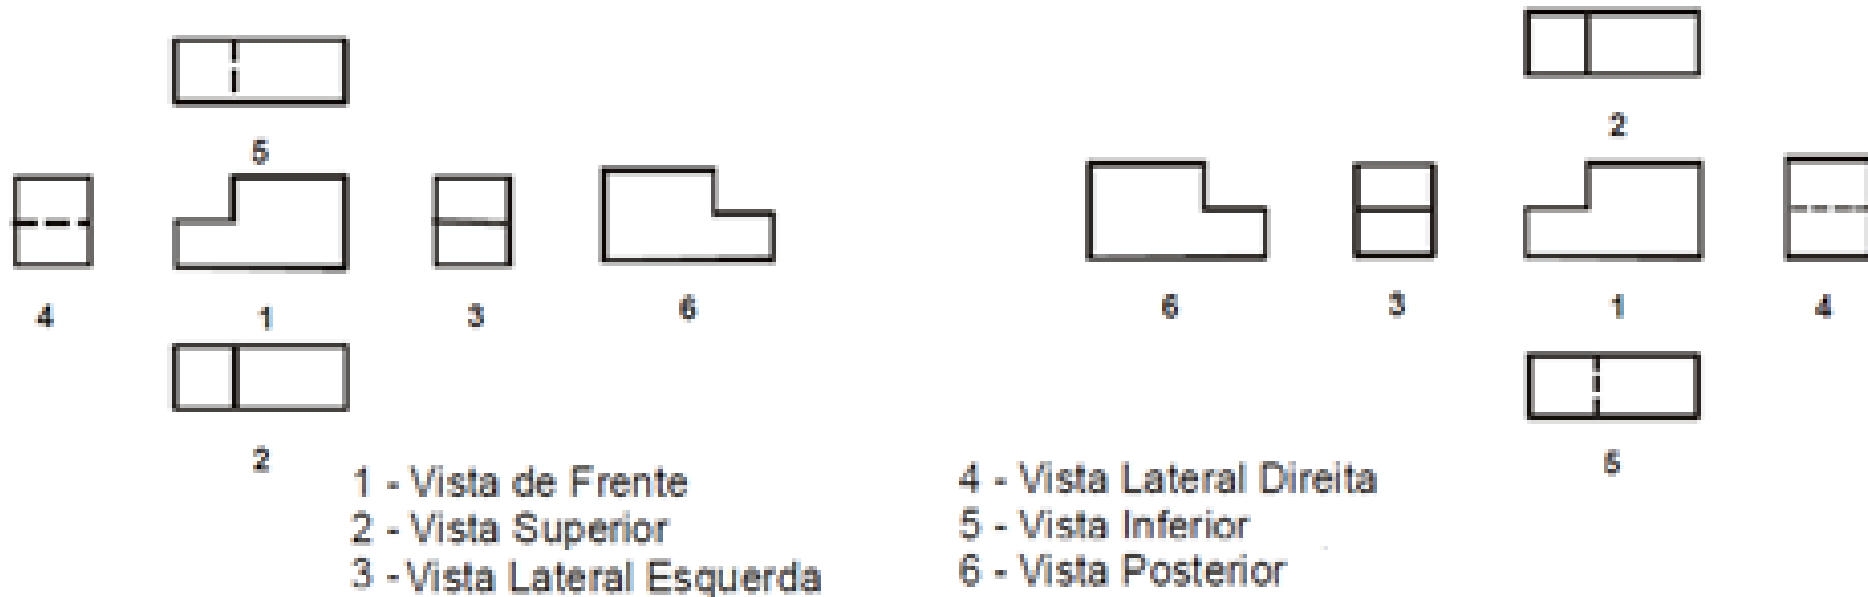 2
5
4 1 3 6
6 3 1 4
2
5
1 - Vista de Frente
2 - Vista Superior
3 - Vista Lateral Esquerda
4 - Vista Lateral Direita
5 - Vista Inferior
6 - Vista Posterior